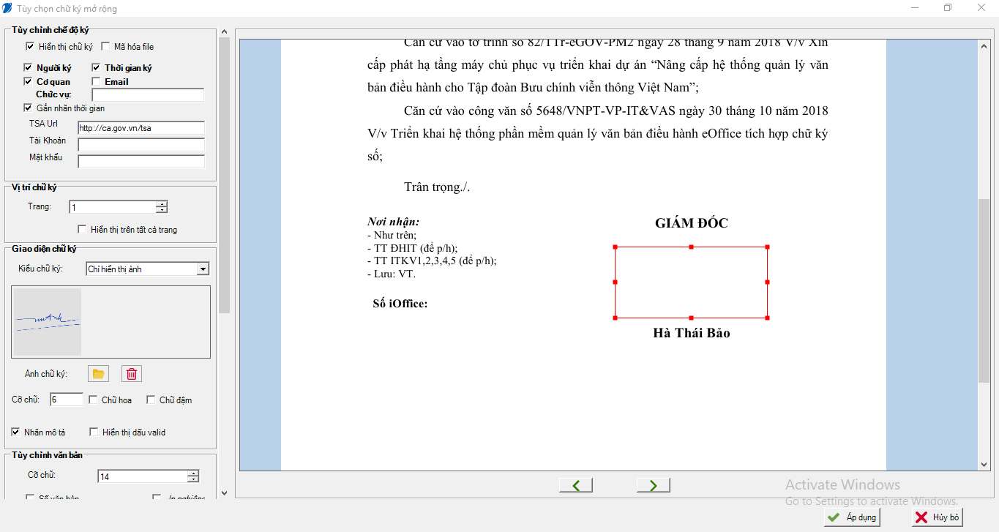 Tùy chọn chữ ký mở rộng
Tùy chỉnh chế độ ký
Hiển thị chữ ký Mã hóa file
Người ký Thời gian ký
Cơ quan Email
Chức vụ:
Gắn nhãn thời gian
TSA Url http://ca.gov.vn/tsa
Tài Khoản
Mật khẩu
Vị trí chữ ký
Trang: 1
Hiển thị trên tất cả trang
Giao diện chữ ký
Kiểu chữ ký: Chỉ hiển thị ảnh
Ảnh chữ ký:
Cỡ chữ: 6 Chữ hoa Chữ đậm
Nhãn mô tả Hiển thị dấu valid
Tùy chỉnh văn bản
Cỡ chữ: 14
Số văn bản In nghiêng
Căn cứ vào tờ trình số 82/TTr-eGOV-PM2 ngày 28 tháng 9 năm 2018 V/v Xin
cấp phát hạ tầng máy chủ phục vụ triển khai dự án “Nâng cấp hệ thống quản lý văn
bản điều hành cho Tập đoàn Bưu chính viễn thông Việt Nam”;
Căn cứ vào công văn số 5648/VNPT-VP-IT&VAS ngày 30 tháng 10 năm 2018
V/v Triển khai hệ thống phần mềm quản lý văn bản điều hành eOffice tích hợp chữ ký
số;
Trân trọng./.
Nơi nhận:
- Như trên;
- TT ĐHIT (để p/h);
- TT ITKV1,2,3,4,5 (để p/h);
- Lưu: VT.
Số iOffice:
GIÁM ĐỐC
Hà Thái Bảo
Activate Windows
Go to Settings to activate Windows.
Áp dụng Hủy bỏ